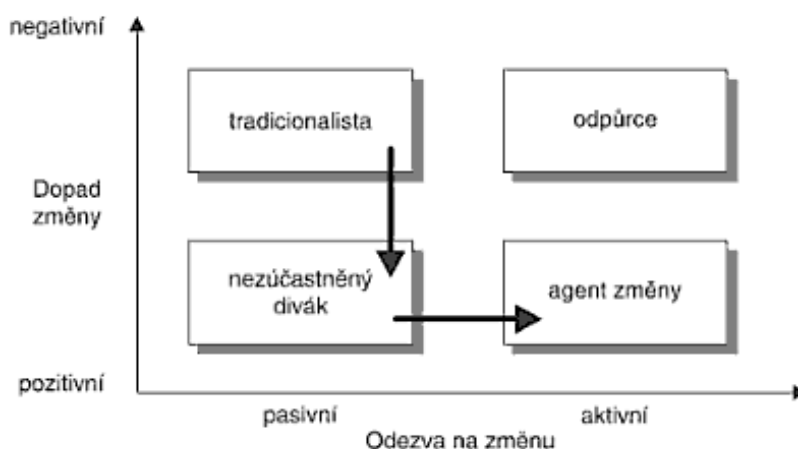 negativní
tradicionalista
odpůrce
Dopad
změny
nezúčastněný
divák
agent změny
pozitivní
pasivní
aktivní
Odezva na změnu